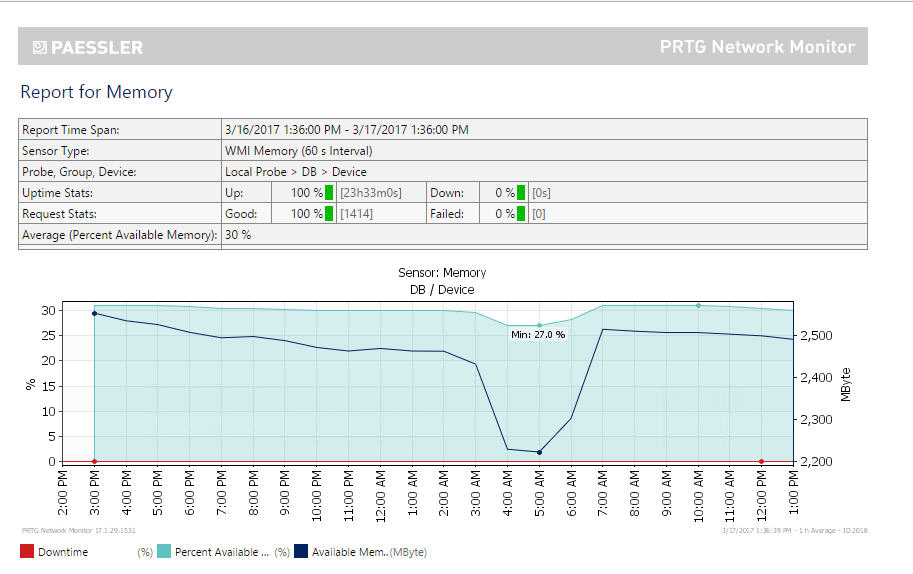 PAESSLER PRTG Network Monitor
Report for Memory
Report Time Span: 3/16/2017 1:36:00 PM - 3/17/2017 1:36:00 PM
Sensor Type: WMI Memory (60 s Interval)
Probe, Group, Device: Local Probe > DB > Device
Uptime Stats: Up: 100 % [23h33m0s] Down: 0 % [0s]
Request Stats: Good: 100 % [1414] Failed: 0 % [0]
Average (Percent Available Memory): 30 %
Sensor: Memory
DB / Device
30
25 2,500
20
15 2,400
10 2,300
5
0 2,200
%
MByte
Min: 27.0 %
2:00 PM 3:00 PM 4:00 PM 5:00 PM 6:00 PM 7:00 PM 8:00 PM 9:00 PM 10:00 PM 11:00 PM 12:00 AM 1:00 AM 2:00 AM 3:00 AM 4:00 AM 5:00 AM 6:00 AM 7:00 AM 8:00 AM 9:00 AM 10:00 AM 11:00 AM 12:00 PM 1:00 PM
PRTG Network Monitor 17.1.29.1531 3/17/2017 1:36:39 PM - 1 h Average - ID 2018
Downtime (%) Percent Available ... (%) Available Mem.. (MByte)